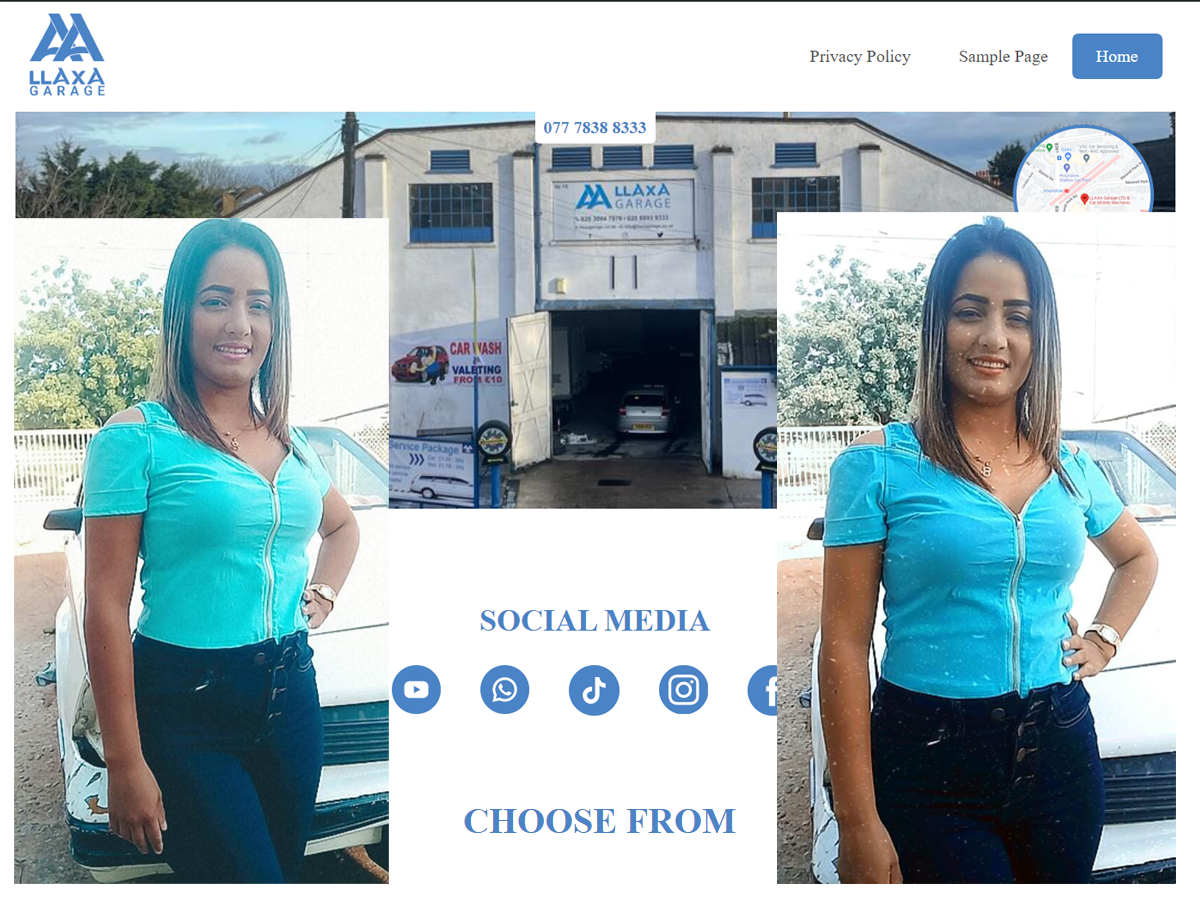 LLAXA
GARAGE
Privacy Policy
Sample Page
Home
077 7838 8333
LLAXA
GARAGE
CAR WASH
&
VALETING
FROM £10
Service Package
SOCIAL MEDIA
CHOOSE FROM